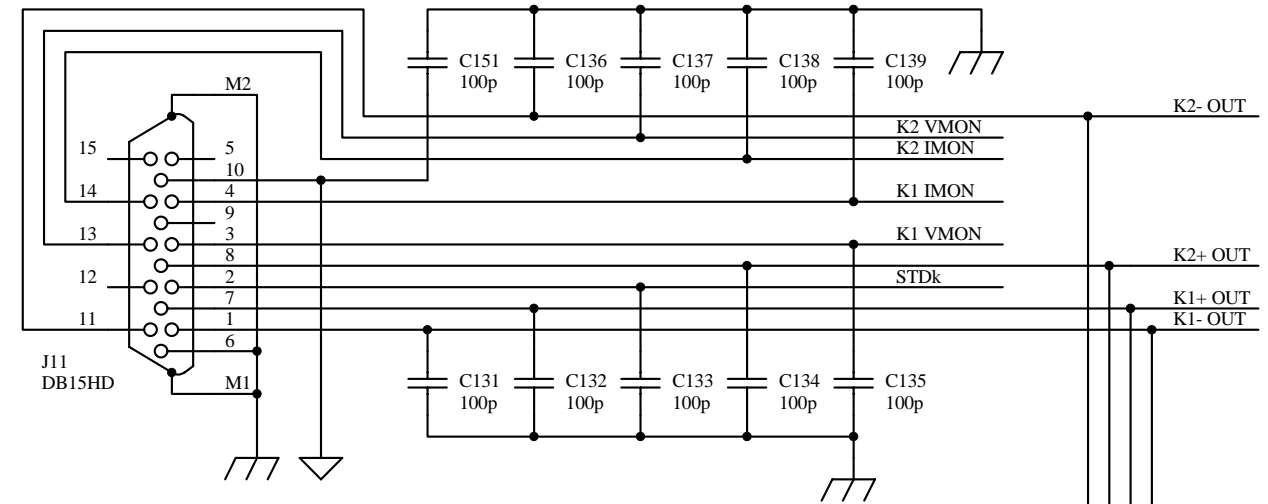 C151
100p
C136
100p
C137
100p
C138
100p
C139
100p
M2
K2- OUT
K2 VMON
15
5
K2 IMON
10
14
4
K1 IMON
9
13
3
K1 VMON
8
K2+ OUT
12
2
STDk
7
K1+ OUT
11
1
K1- OUT
6
J11
DB15HD
M1
C131
100p
C132
100p
C133
100p
C134
100p
C135
100p